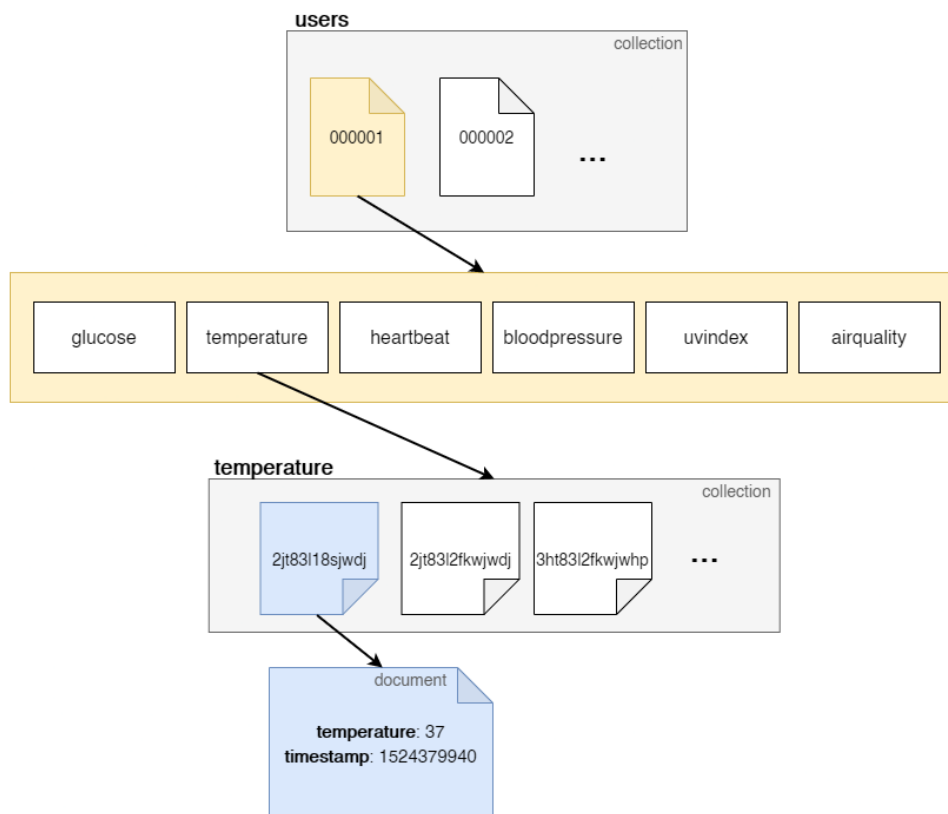 users
collection
000001
000002
...
glucose
temperature
heartbeat
bloodpressure
uvindex
airquality
temperature
collection
2jt83l18sjwdj
2jt83l2fkwjwdj
3ht83l2fkwjwhp
...
document
temperature: 37
timestamp: 1524379940